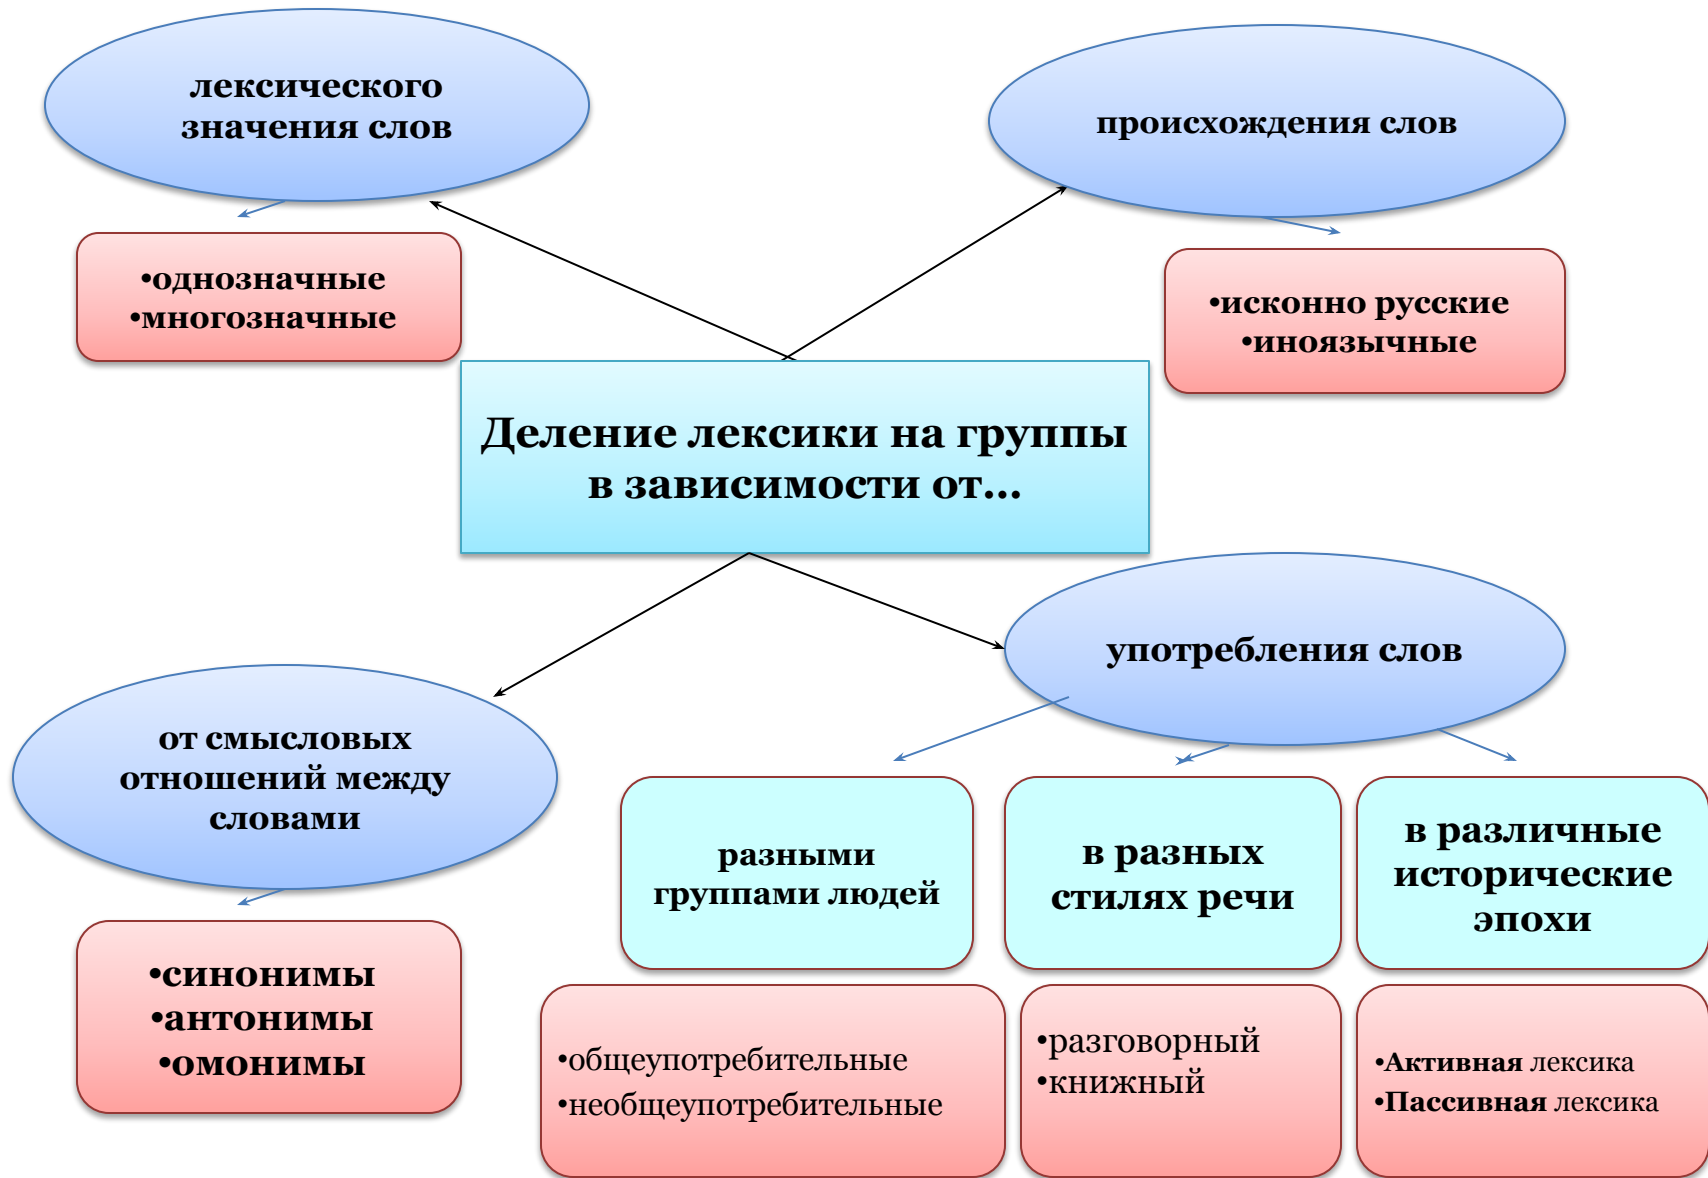 лексического
значения слов
происхождения слов
•однозначные
•многозначные
•исконно русские
•иноязычные
Деление лексики на группы
в зависимости от…
употребления слов
от смысловых
отношений между
словами
•синонимы
•антонимы
•омонимы
разными
группами людей
в разных
стилях речи
в различные
исторические
эпохи
•общеупотребительные
•необщеупотребительные
•разговорный
•книжный
•Активная лексика
•Пассивная лексика